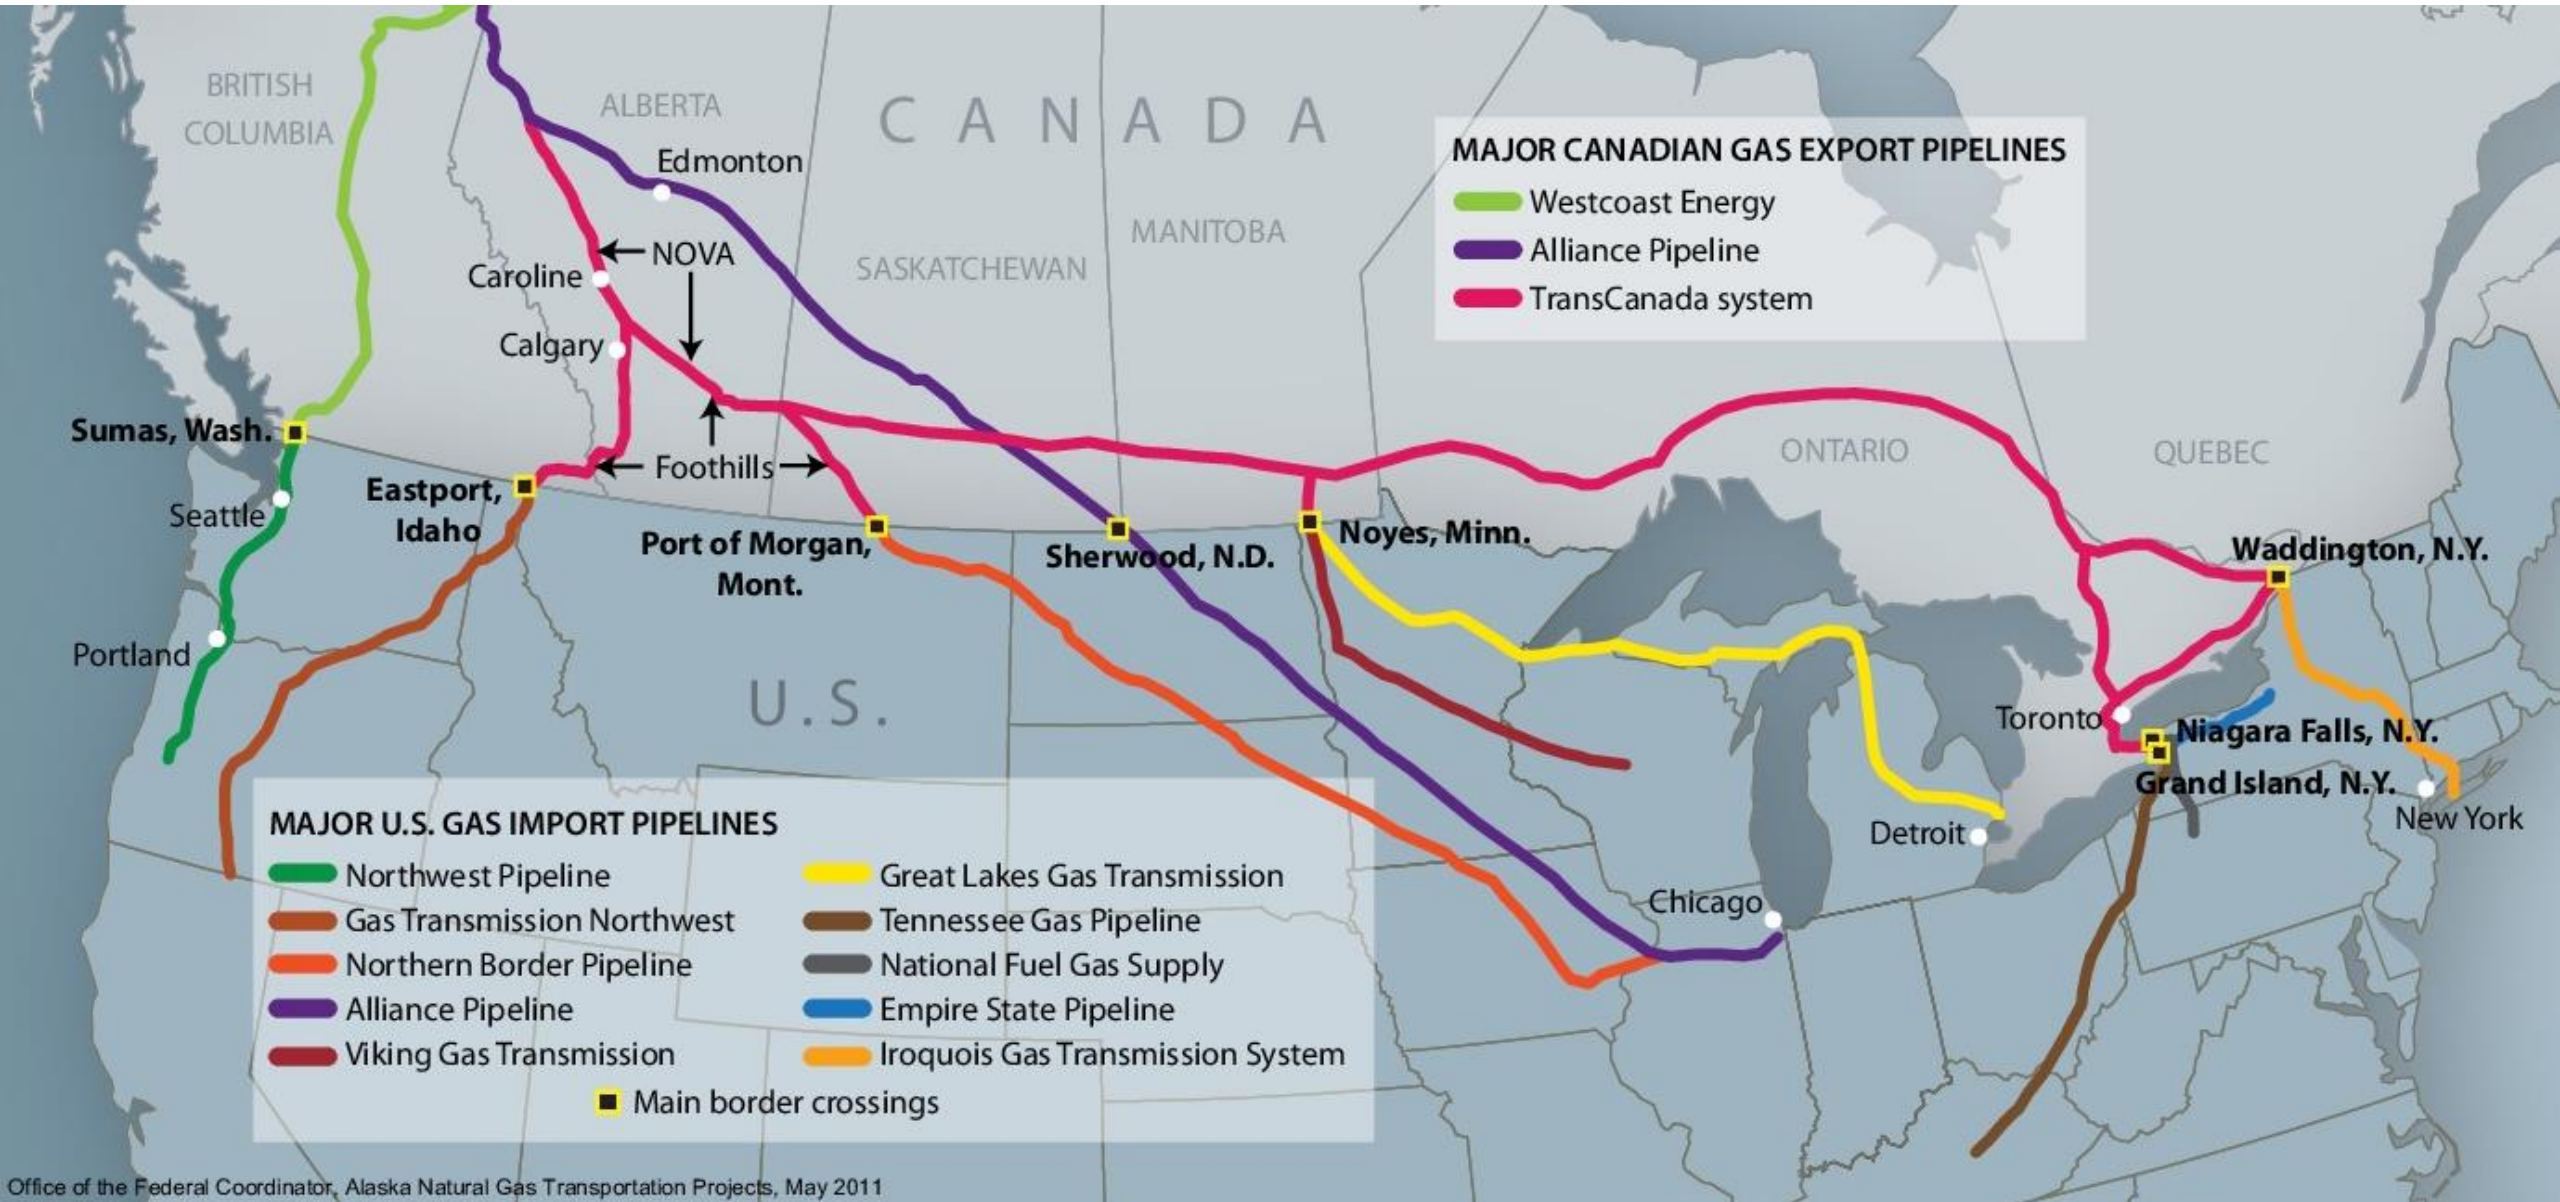 BRITISH
COLUMBIA
ALBERTA
CANADA
Edmonton
MAJOR CANADIAN GAS EXPORT PIPELINES
Westcoast Energy
Alliance Pipeline
TransCanada system
MANITOBA
SASKATCHEWAN
NOVA
Caroline
Calgary
Sumas, Wash.
Foothills
ONTARIO
QUEBEC
Eastport,
Idaho
Seattle
Port of Morgan,
Mont.
Sherwood, N.D.
Noyes, Minn.
Waddington, N.Y.
Portland
U.S.
Toronto
Niagara Falls, N.Y.
Grand Island, N.Y.
New York
Detroit
Chicago
MAJOR U.S. GAS IMPORT PIPELINES
Northwest Pipeline
Gas Transmission Northwest
Northern Border Pipeline
Alliance Pipeline
Viking Gas Transmission
Great Lakes Gas Transmission
Tennessee Gas Pipeline
National Fuel Gas Supply
Empire State Pipeline
Iroquois Gas Transmission System
Main border crossings
Office of the Federal Coordinator, Alaska Natural Gas Transportation Projects, May 2011